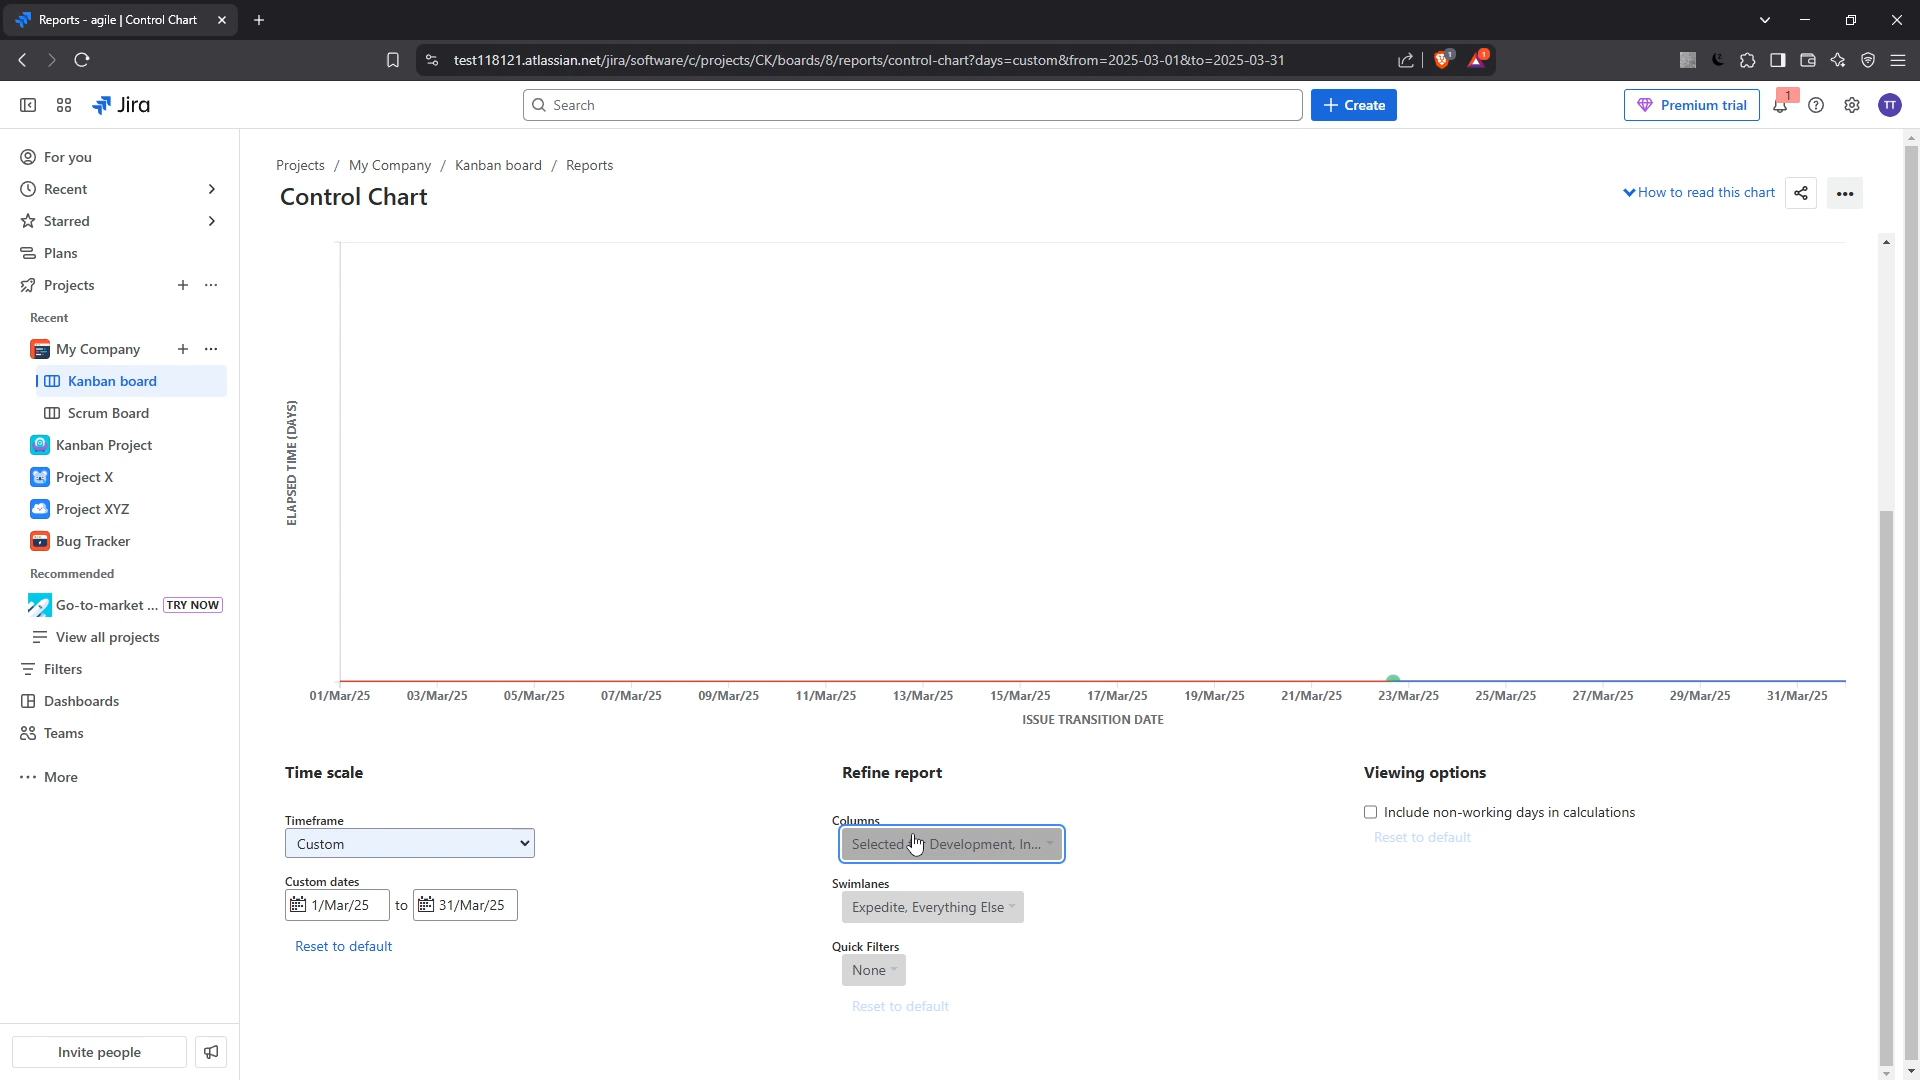 Reports - agile | Control Chart
test118121.atlassian.net/jira/software/c/projects/CK/boards/8/reports/control-chart?days=custom&from=2025-03-01&to=2025-03-31
1
1
Jira
Search
+ Create
Premium trial
1
TT
For you
Recent
Starred
Plans
Projects
Recent
My Company
Kanban board
Scrum Board
Kanban Project
Project X
Project XYZ
Bug Tracker
Recommended
Go-to-market ... TRY NOW
View all projects
Filters
Dashboards
Teams
More
Invite people
Projects / My Company / Kanban board / Reports
Control Chart
How to read this chart
ELAPSED TIME (DAYS)
01/Mar/25 03/Mar/25 05/Mar/25 07/Mar/25 09/Mar/25 11/Mar/25 13/Mar/25 15/Mar/25 17/Mar/25 19/Mar/25 21/Mar/25 23/Mar/25 25/Mar/25 27/Mar/25 29/Mar/25 31/Mar/25
ISSUE TRANSITION DATE
Time scale
Timeframe
Custom
Custom dates
1/Mar/25 to 31/Mar/25
Reset to default
Refine report
Columns
Selected Development, In...
Swimlanes
Expedite, Everything Else
Quick Filters
None
Reset to default
Viewing options
Include non-working days in calculations
Reset to default